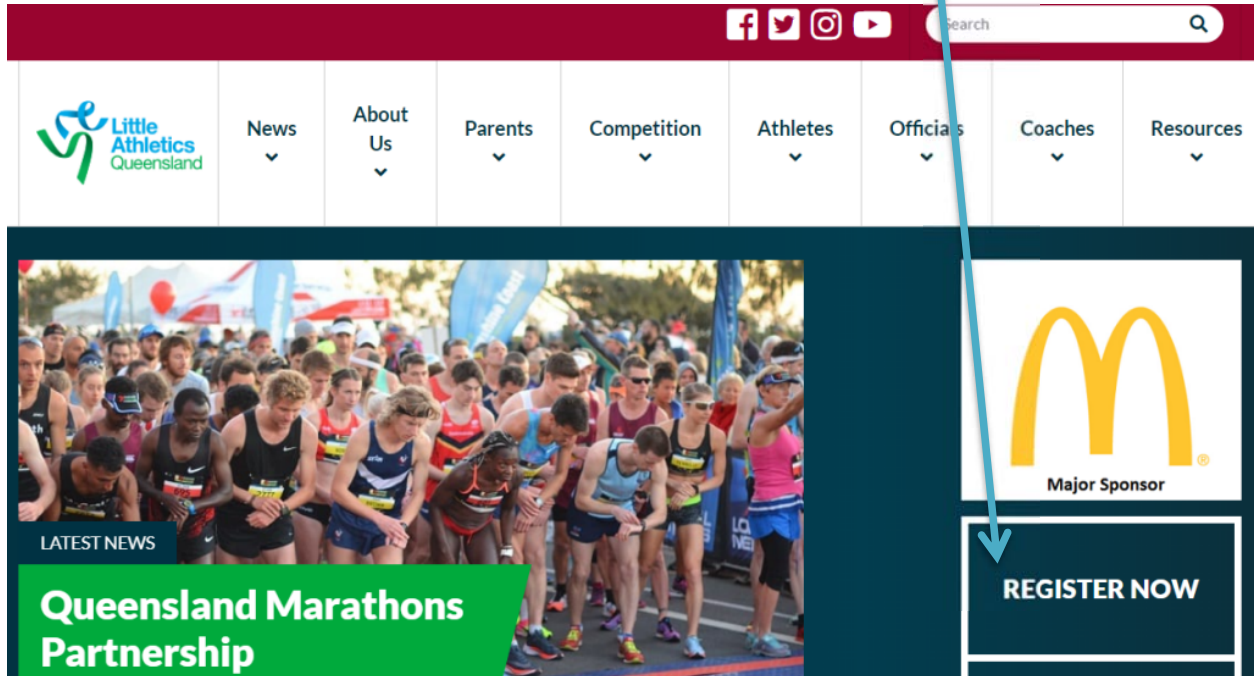 Search
Little
Athletics
Queensland
News
About
Us
Parents
Competition
Athletes
Officials
Coaches
Resources
Major Sponsor
LATEST NEWS
Queensland Marathons
Partnership
REGISTER NOW